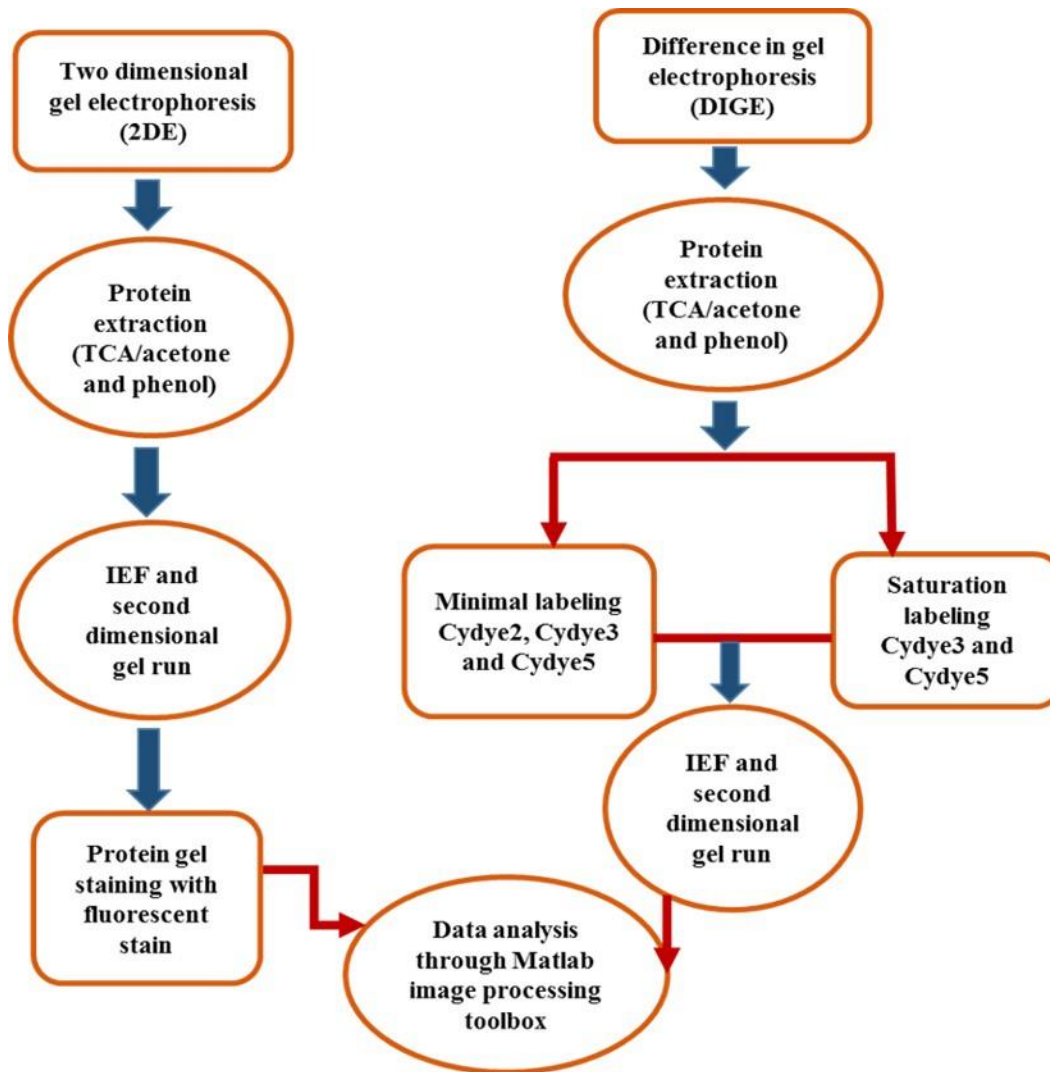 Two dimensional
gel electrophoresis
(2DE)
Protein
extraction
(TCA/acetone
and phenol)
IEF and
second
dimensional
gel run
Protein gel
staining with
fluorescent
stain
Difference in gel
electrophoresis
(DIGE)
Protein
extraction
(TCA/acetone
and phenol)
Minimal labeling
Cydye2, Cydye3
and Cydye5
Saturation
labeling
Cydye3 and
Cydye5
IEF and
second
dimensional
gel run
Data analysis
through Matlab
image processing
toolbox